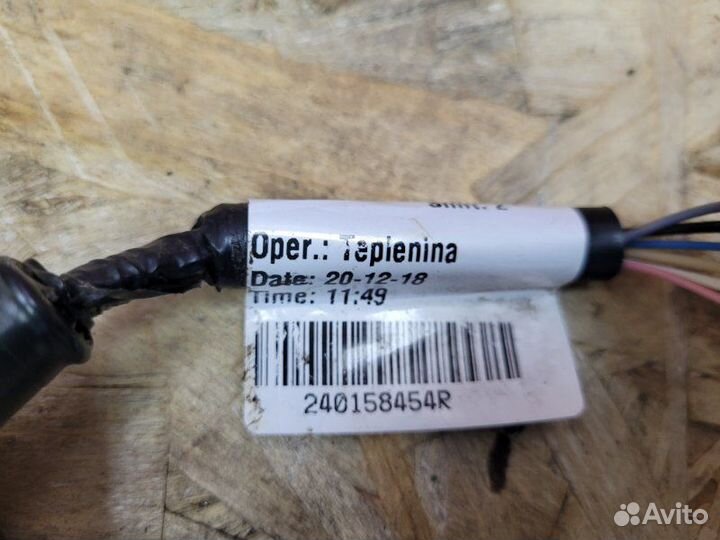 Oper.: Teplenina
Date: 20-12-18
Time: 11:49
240158454R
Avito